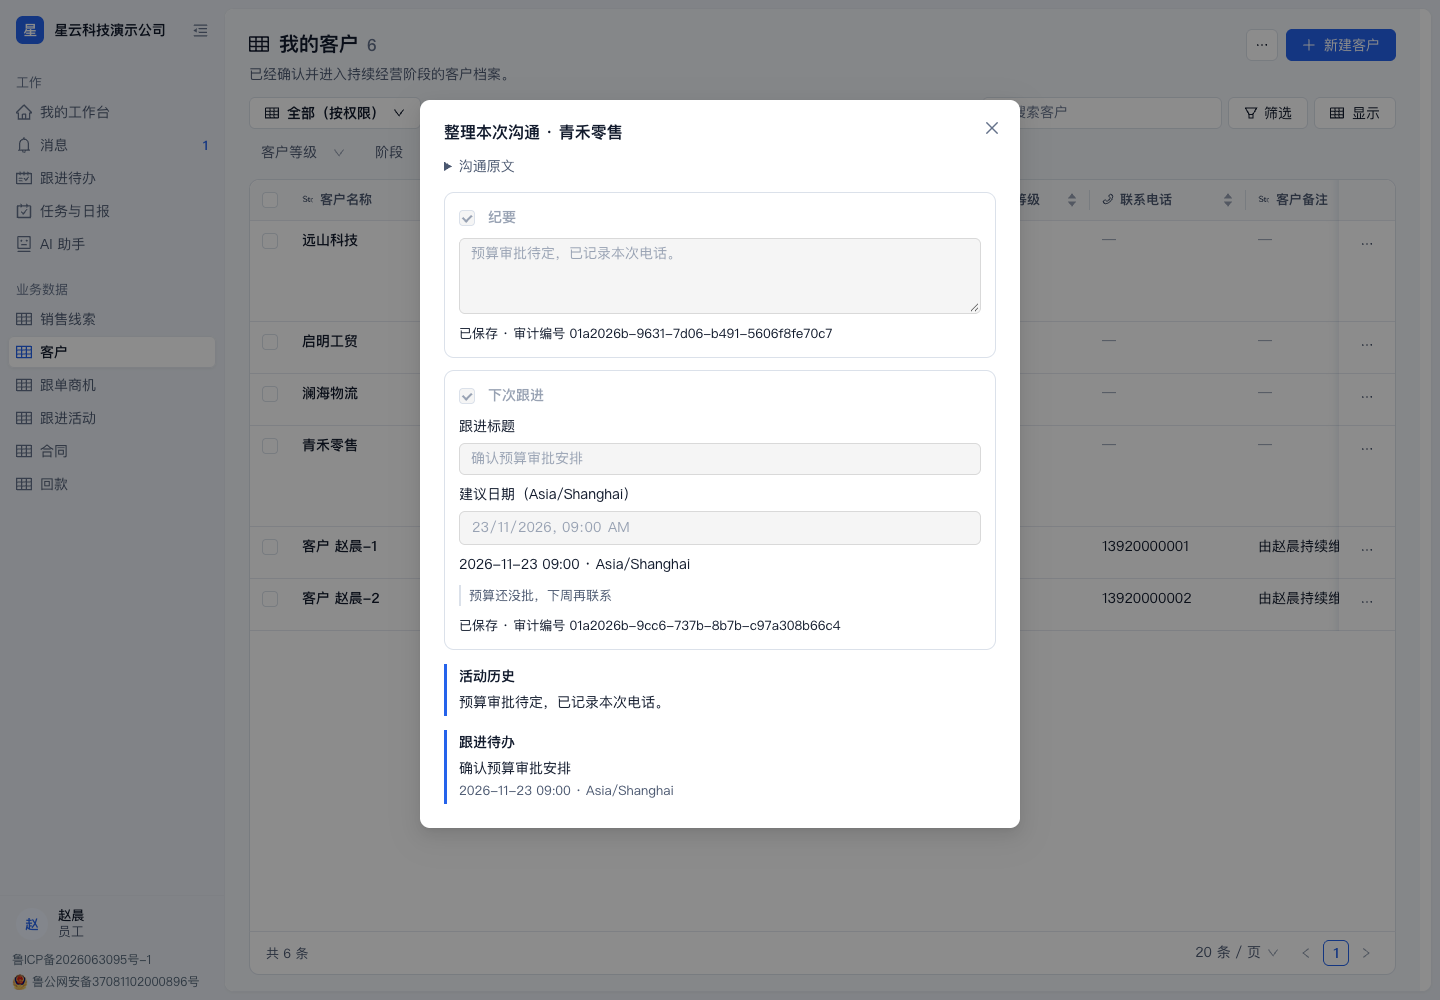 星 星云科技演示公司
工作
我的工作台
消息 1
跟进待办
任务与日报
AI 助手
业务数据
销售线索
客户
跟单商机
跟进活动
合同
回款
赵 赵晨
员工
鲁ICP备2026063095号-1
鲁公网安备37081102000896号
我的客户 6
··· + 新建客户
已经确认并进入持续经营阶段的客户档案。
全部（按权限） 搜索客户 筛选 显示
客户等级 阶段
客户名称 等级 联系电话 客户备注
远山科技 — — ···
启明工贸 — — ···
澜海物流 — — ···
青禾零售 — — ···
客户 赵晨-1 13920000001 由赵晨持续维 ···
客户 赵晨-2 13920000002 由赵晨持续维 ···
共 6 条 20 条 / 页 1
整理本次沟通 · 青禾零售
沟通原文
纪要
预算审批待定，已记录本次电话。
已保存 · 审计编号 01a2026b-9631-7d06-b491-5606f8fe70c7
下次跟进
跟进标题
确认预算审批安排
建议日期（Asia/Shanghai）
23/11/2026, 09:00 AM
2026-11-23 09:00 · Asia/Shanghai
预算还没批，下周再联系
已保存 · 审计编号 01a2026b-9cc6-737b-8b7b-c97a308b66c4
活动历史
预算审批待定，已记录本次电话。
跟进待办
确认预算审批安排
2026-11-23 09:00 · Asia/Shanghai